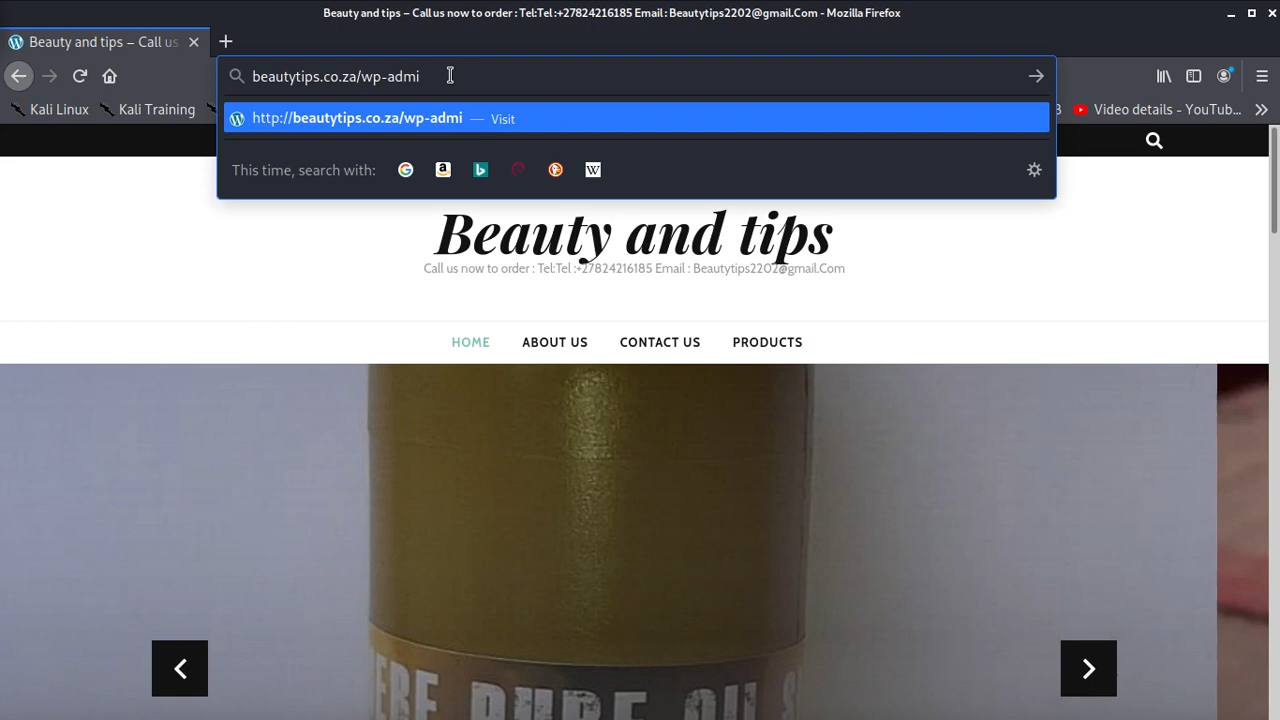 Beauty and tips – Call us now to order : Tel:Tel :+27824216185 Email : Beautytips2202@gmail.Com - Mozilla Firefox
Beauty and tips – Call us
beautytips.co.za/wp-admi
Kali Linux
Kali Training
Video details - YouTub…
http://beautytips.co.za/wp-admi — Visit
This time, search with:
Beauty and tips
Call us now to order : Tel:Tel :+27824216185 Email : Beautytips2202@gmail.Com
HOME ABOUT US CONTACT US PRODUCTS
PURE OIL